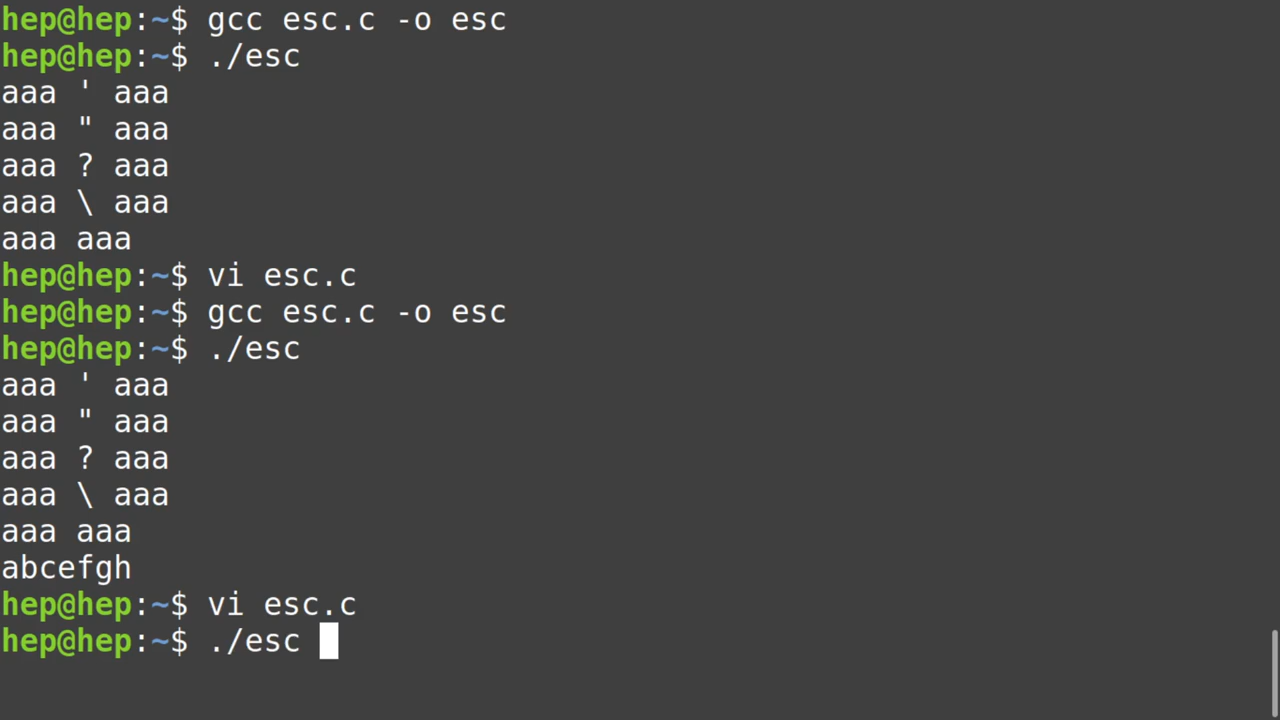 hep@hep:~$ gcc esc.c -o esc
hep@hep:~$ ./esc
aaa ' aaa
aaa " aaa
aaa ? aaa
aaa \ aaa
aaa aaa
hep@hep:~$ vi esc.c
hep@hep:~$ gcc esc.c -o esc
hep@hep:~$ ./esc
aaa ' aaa
aaa " aaa
aaa ? aaa
aaa \ aaa
aaa aaa
abcefgh
hep@hep:~$ vi esc.c
hep@hep:~$ ./esc